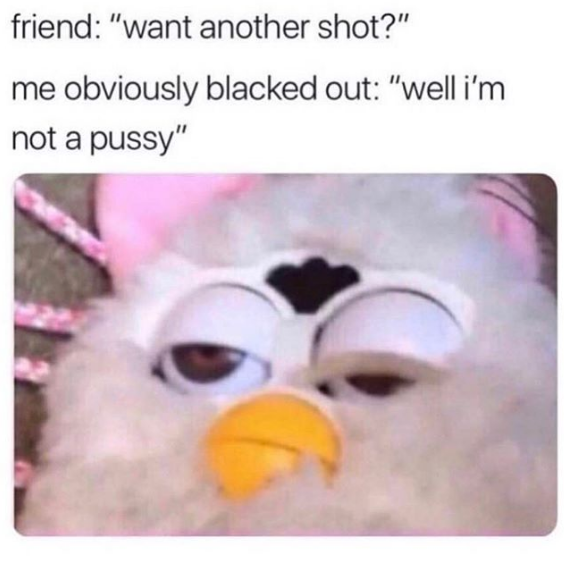 friend: "want another shot?"
me obviously blacked out: "well i'm
not a pussy"